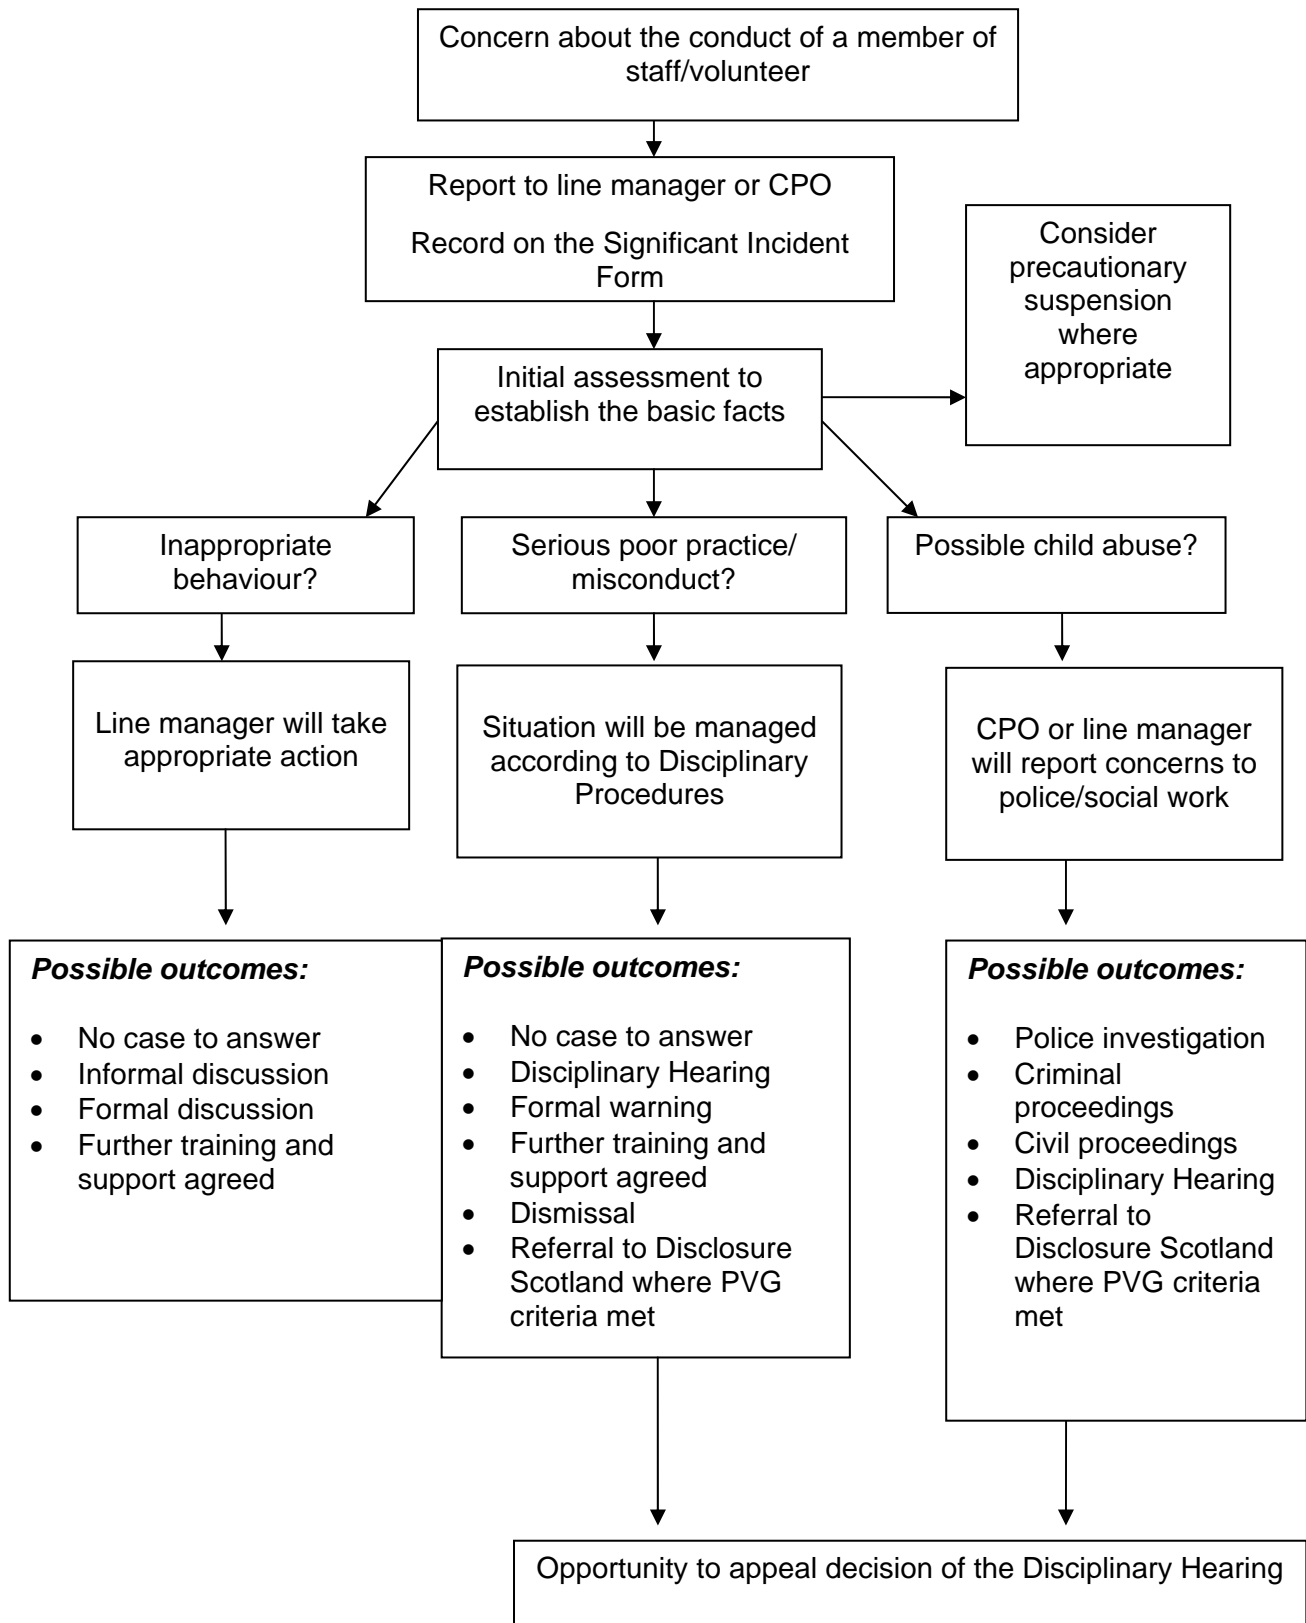 Concern about the conduct of a member of
staff/volunteer
Report to line manager or CPO
Record on the Significant Incident
Form
Consider
precautionary
suspension
where
appropriate
Initial assessment to
establish the basic facts
Inappropriate
behaviour?
Serious poor practice/
misconduct?
Possible child abuse?
Line manager will take
appropriate action
Situation will be managed
according to Disciplinary
Procedures
CPO or line manager
will report concerns to
police/social work
Possible outcomes:
• No case to answer
• Informal discussion
• Formal discussion
• Further training and
support agreed
Possible outcomes:
• No case to answer
• Disciplinary Hearing
• Formal warning
• Further training and
support agreed
• Dismissal
• Referral to Disclosure
Scotland where PVG
criteria met
Possible outcomes:
• Police investigation
• Criminal
proceedings
• Civil proceedings
• Disciplinary Hearing
• Referral to
Disclosure Scotland
where PVG criteria
met
Opportunity to appeal decision of the Disciplinary Hearing